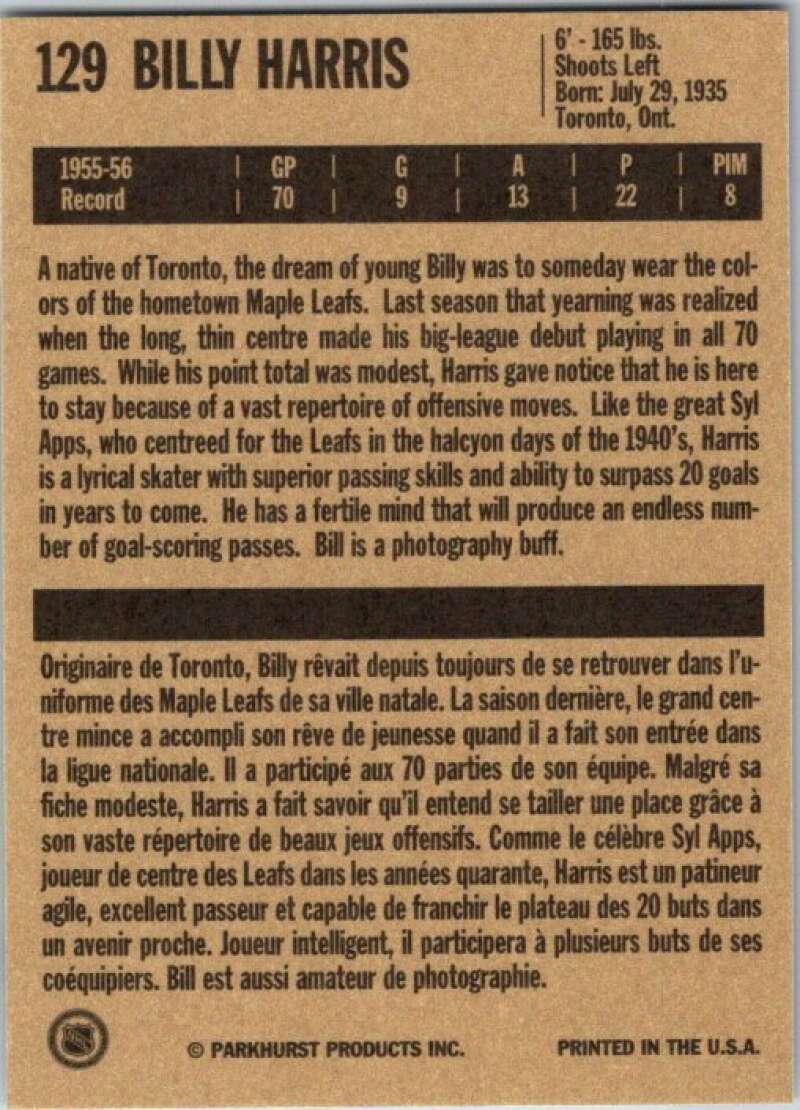 129 BILLY HARRIS
6' - 165 lbs.
Shoots Left
Born: July 29, 1935
Toronto, Ont.
1955-56 | GP | G | A | P | PIM
Record | 70 | 9 | 13 | 22 | 8
A native of Toronto, the dream of young Billy was to someday wear the col-
ors of the hometown Maple Leafs. Last season that yearning was realized
when the long, thin centre made his big-league debut playing in all 70
games. While his point total was modest, Harris gave notice that he is here
to stay because of a vast repertoire of offensive moves. Like the great Syl
Apps, who centreed for the Leafs in the halcyon days of the 1940's, Harris
is a lyrical skater with superior passing skills and ability to surpass 20 goals
in years to come. He has a fertile mind that will produce an endless num-
ber of goal-scoring passes. Bill is a photography buff.
Originaire de Toronto, Billy rêvait depuis toujours de se retrouver dans l'u-
niforme des Maple Leafs de sa ville natale. La saison dernière, le grand cen-
tre mince a accompli son rêve de jeunesse quand il a fait son entrée dans
la ligue nationale. Il a participé aux 70 parties de son équipe. Malgré sa
fiche modeste, Harris a fait savoir qu'il entend se tailler une place grâce à
son vaste répertoire de beaux jeux offensifs. Comme le célèbre Syl Apps,
joueur de centre des Leafs dans les années quarante, Harris est un patineur
agile, excellent passeur et capable de franchir le plateau des 20 buts dans
un avenir proche. Joueur intelligent, il participera à plusieurs buts de ses
coéquipiers. Bill est aussi amateur de photographie.
NHL
© PARKHURST PRODUCTS INC.
PRINTED IN THE U.S.A.